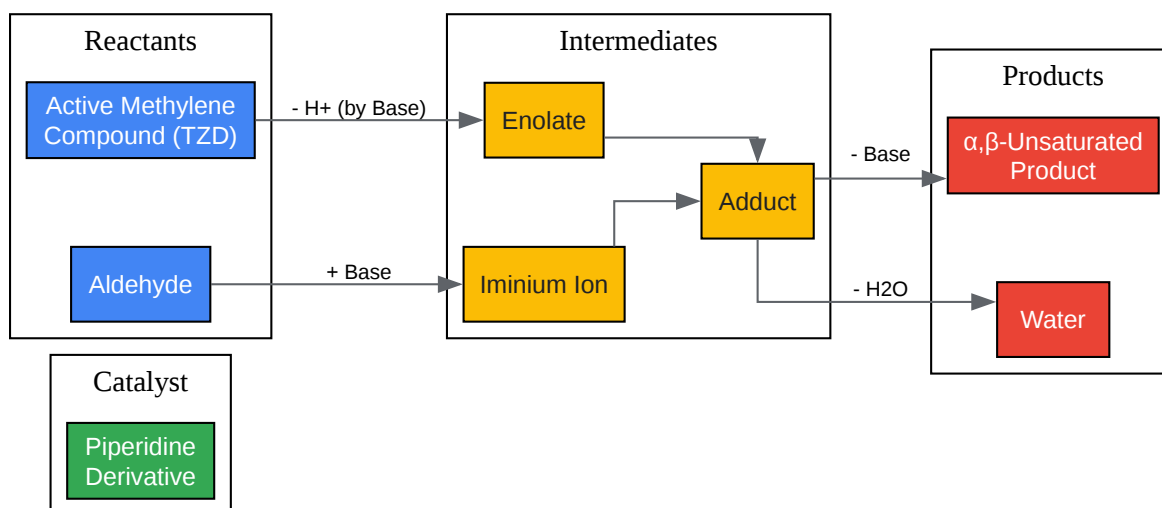 Reactants
Active Methylene
Compound (TZD)
- H+ (by Base)
Aldehyde
+ Base
Intermediates
Enolate
Adduct
Iminium Ion
- Base
- H2O
Products
α,β-Unsaturated
Product
Water
Catalyst
Piperidine
Derivative